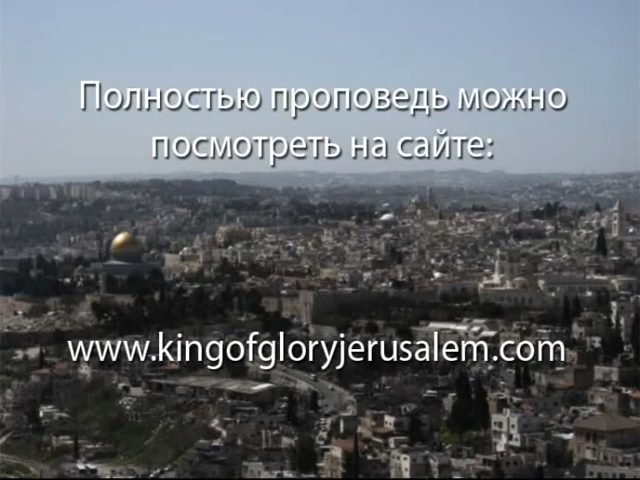 Полностью проповедь можно
посмотреть на сайте:
www.kingofgloryjerusalem.com